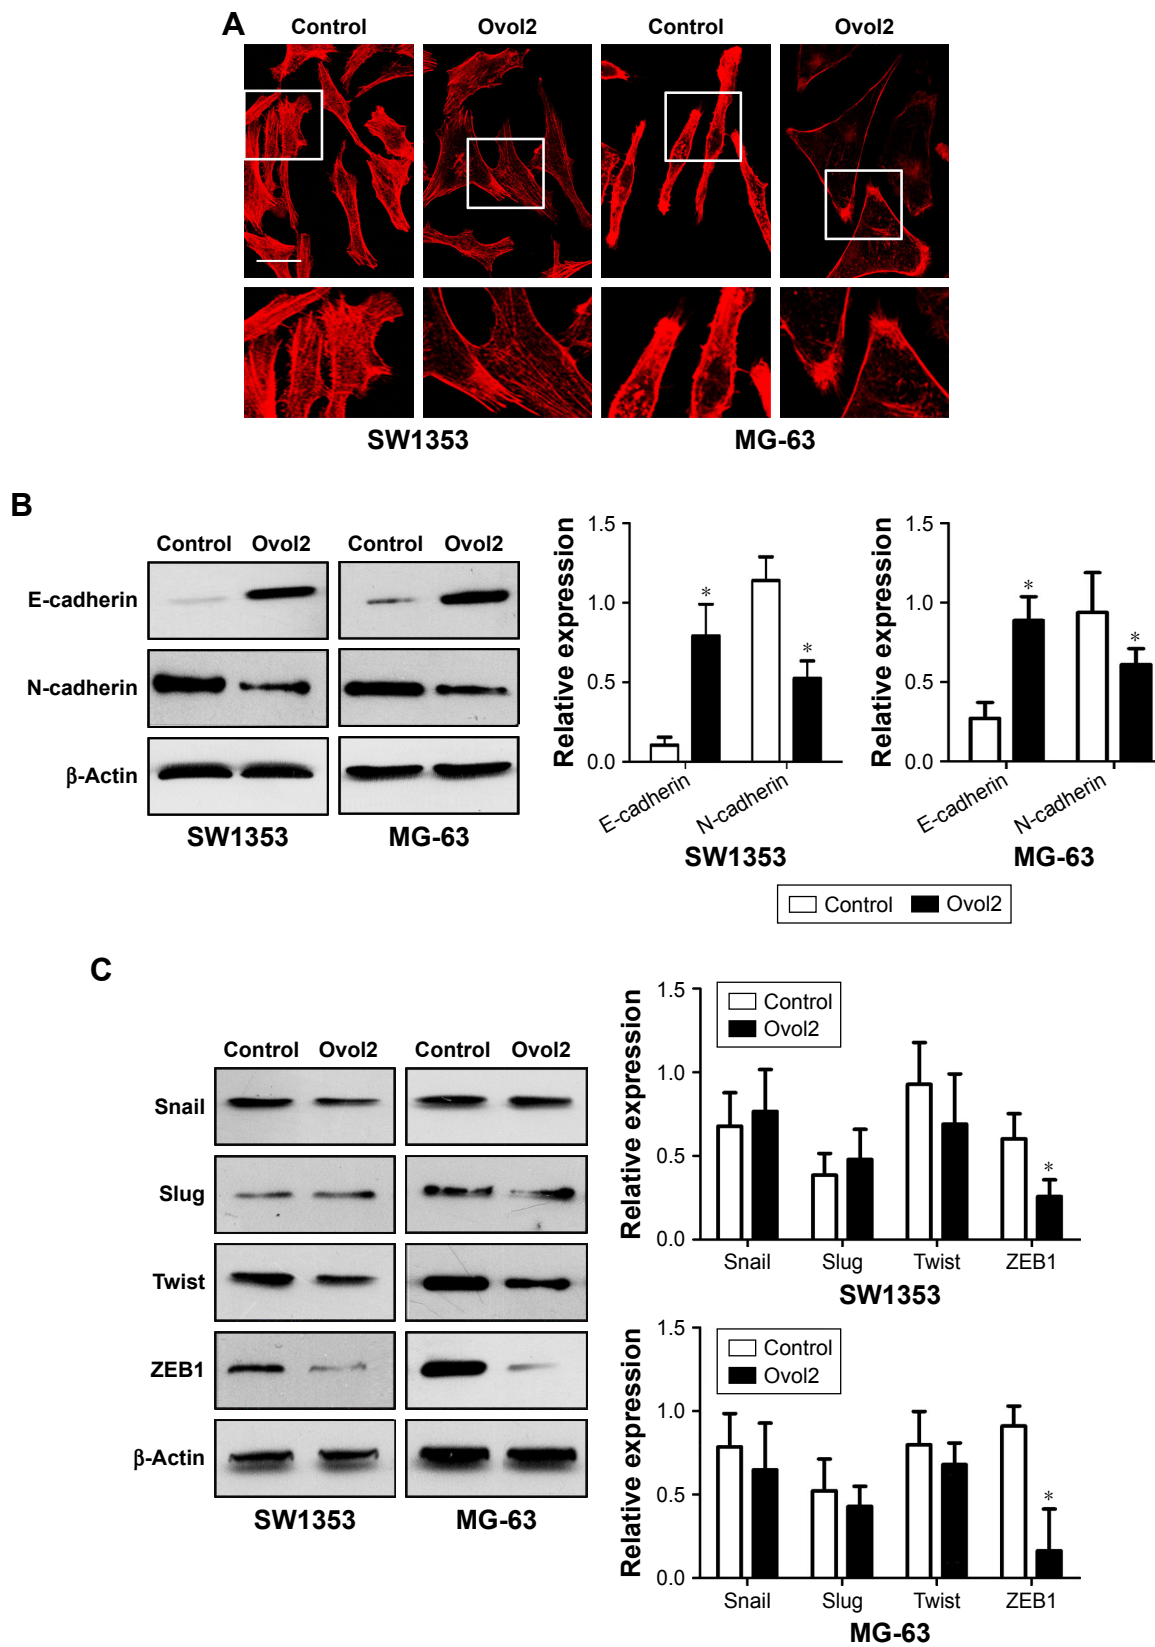 A
Control Ovol2 Control Ovol2
SW1353 MG-63
B
Control Ovol2 Control Ovol2
E-cadherin
N-cadherin
β-Actin
SW1353 MG-63
Relative expression
1.5
1.0
0.5
0.0
* *
E-cadherin N-cadherin
SW1353
Relative expression
1.5
1.0
0.5
0.0
* *
E-cadherin N-cadherin
MG-63
Control Ovol2
C
Control Ovol2 Control Ovol2
Snail
Slug
Twist
ZEB1
β-Actin
SW1353 MG-63
Relative expression
1.5
1.0
0.5
0.0
Control
Ovol2
*
Snail Slug Twist ZEB1
SW1353
Relative expression
1.5
1.0
0.5
0.0
Control
Ovol2
*
Snail Slug Twist ZEB1
MG-63